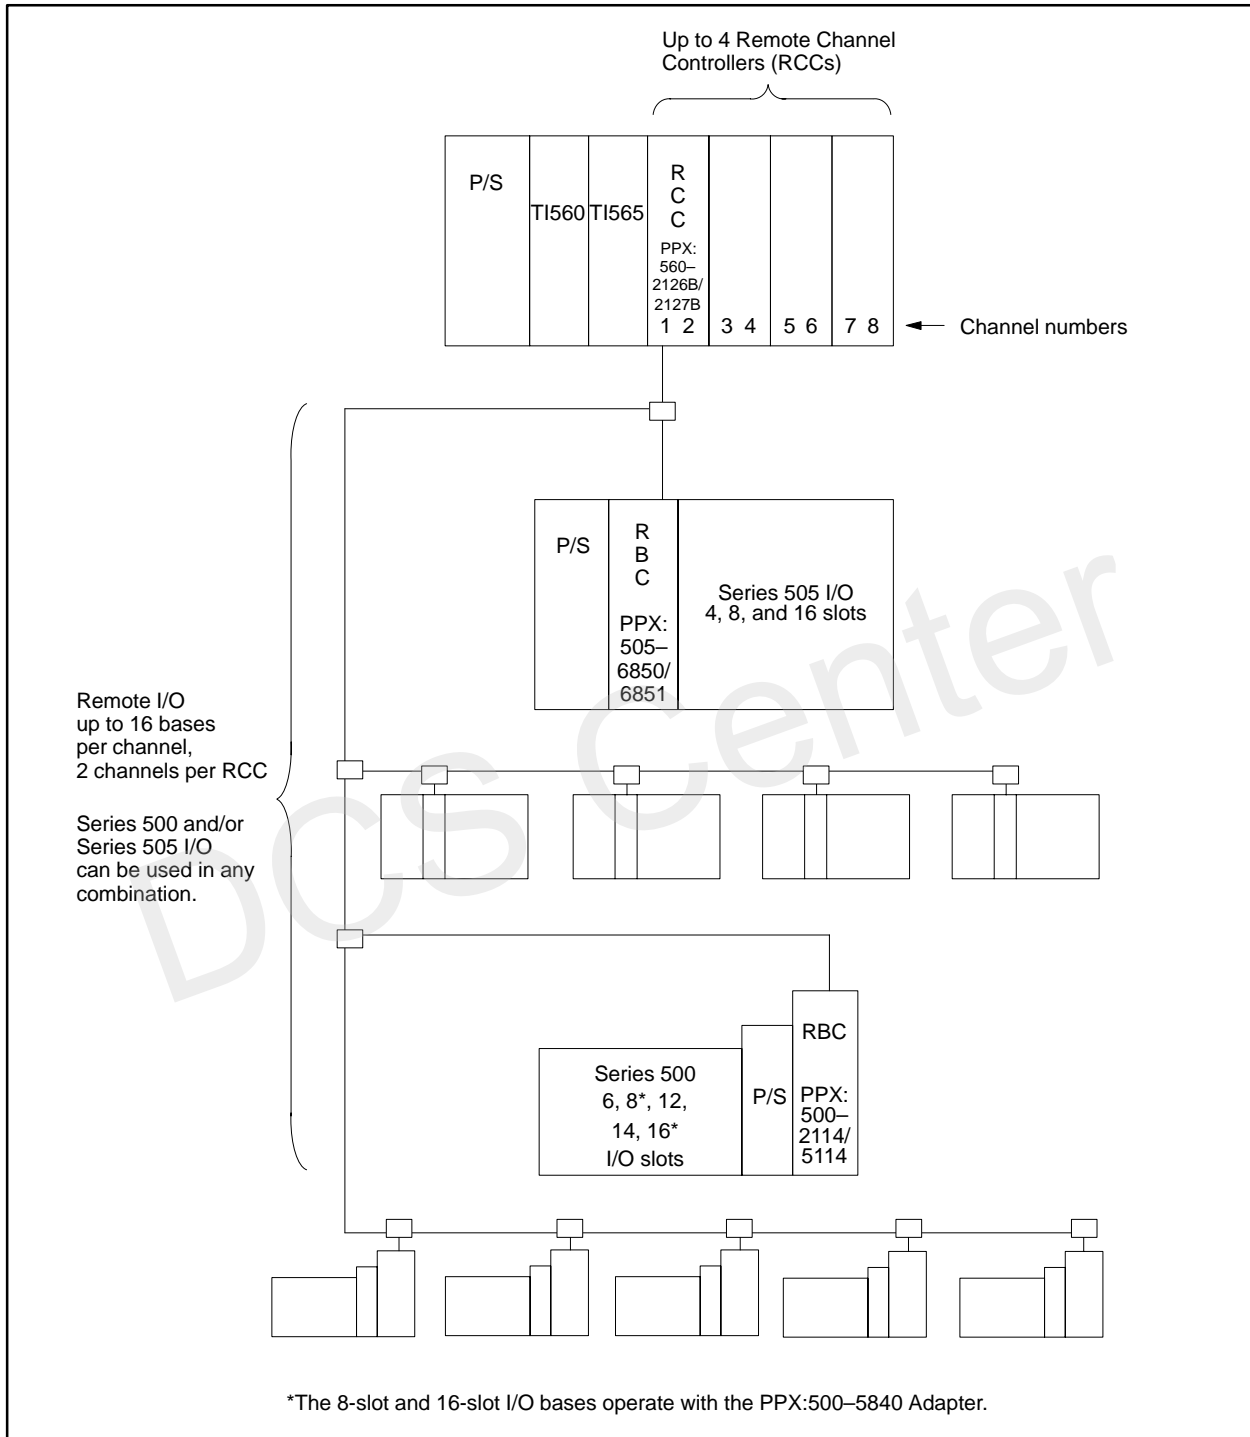 Up to 4 Remote Channel
Controllers (RCCs)
P/S
TI560
TI565
R
C
C
PPX:
560–
2126B/
2127B
1 2
3 4
5 6
7 8
Channel numbers
P/S
R
B
C
PPX:
505–
6850/
6851
Series 505 I/O
4, 8, and 16 slots
Remote I/O
up to 16 bases
per channel,
2 channels per RCC
Series 500 and/or
Series 505 I/O
can be used in any
combination.
DCS Center
Series 500
6, 8*, 12,
14, 16*
I/O slots
P/S
RBC
PPX:
500–
2114/
5114
*The 8-slot and 16-slot I/O bases operate with the PPX:500–5840 Adapter.